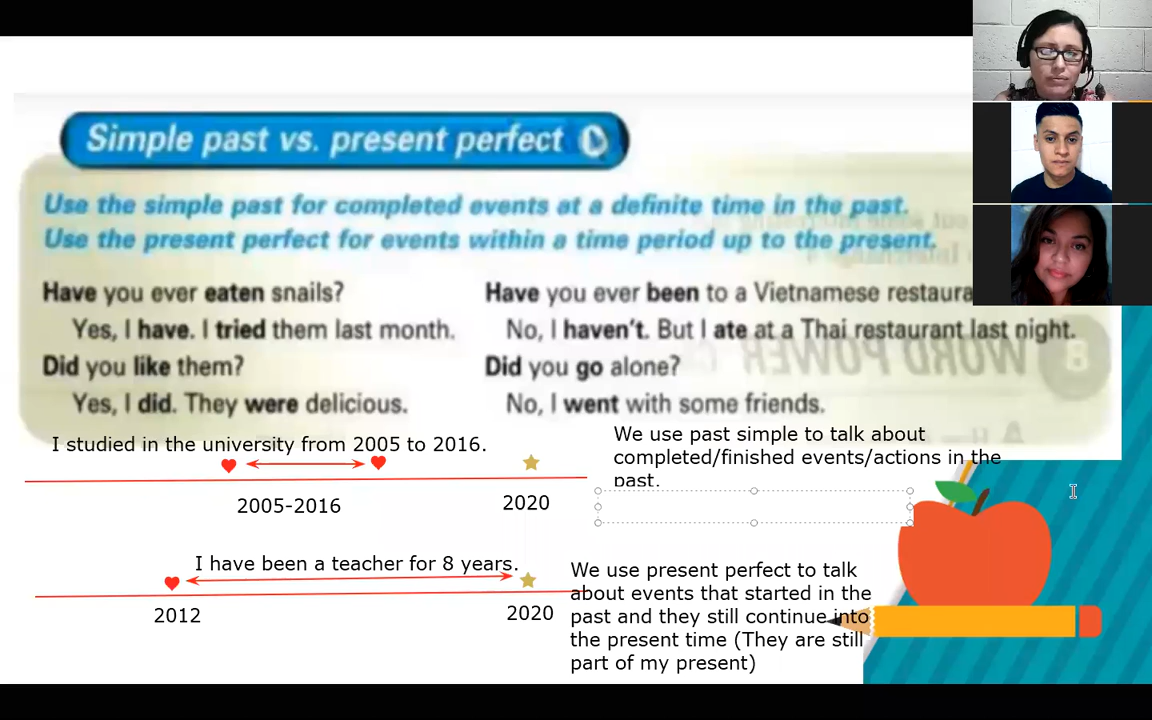 Simple past vs. present perfect
Use the simple past for completed events at a definite time in the past.
Use the present perfect for events within a time period up to the present.
Have you ever eaten snails?
Yes, I have. I tried them last month.
Did you like them?
Yes, I did. They were delicious.
Have you ever been to a Vietnamese restaura
No, I haven't. But I ate at a Thai restaurant last night.
Did you go alone?
No, I went with some friends.
8 WORD POWER
I studied in the university from 2005 to 2016.
2005-2016
2020
We use past simple to talk about
completed/finished events/actions in the
past.
I have been a teacher for 8 years.
2012
2020
We use present perfect to talk
about events that started in the
past and they still continue into
the present time (They are still
part of my present)